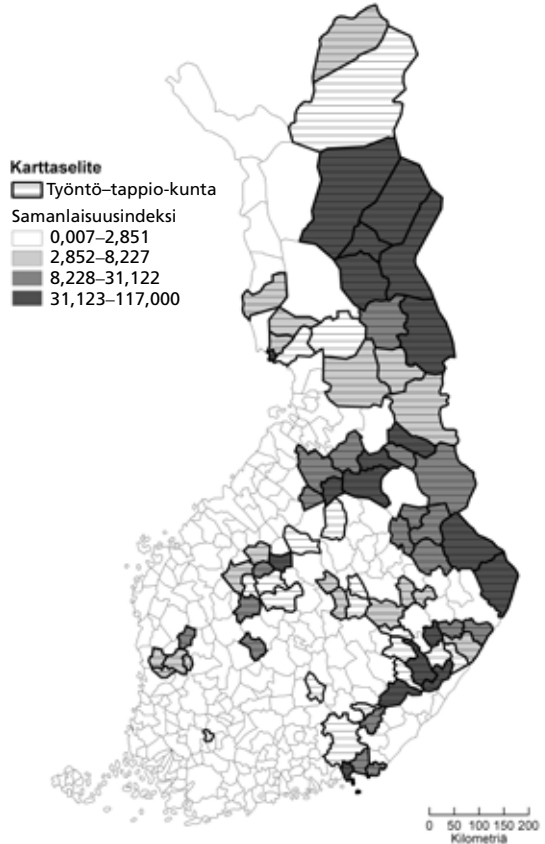 Karttaselite
Työntö–tappio-kunta
Samanlaisuusindeksi
0,007–2,851
2,852–8,227
8,228–31,122
31,123–117,000
0 50 100 150 200
Kilometriä